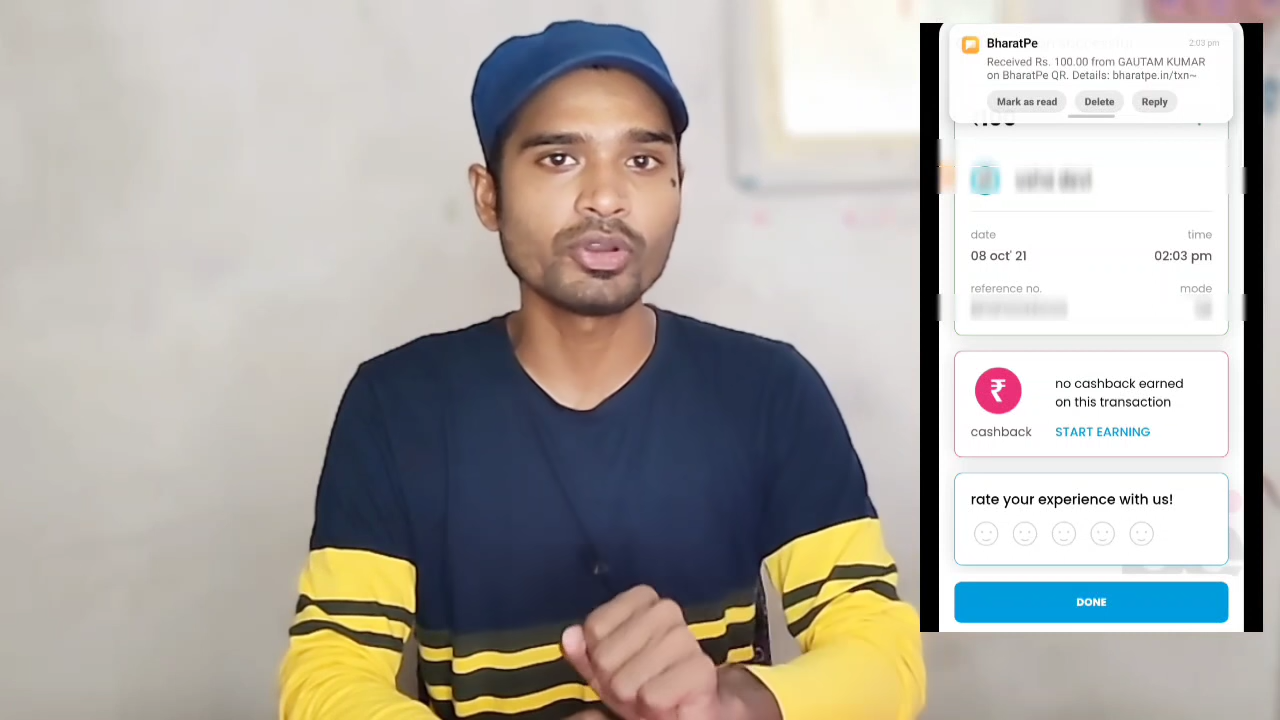 BharatPe
2:03 pm
Received Rs. 100.00 from GAUTAM KUMAR
on BharatPe QR. Details: bharatpe.in/txn~
Mark as read Delete Reply
date time
08 oct' 21 02:03 pm
reference no. mode
₹
no cashback earned
on this transaction
cashback START EARNING
rate your experience with us!
DONE